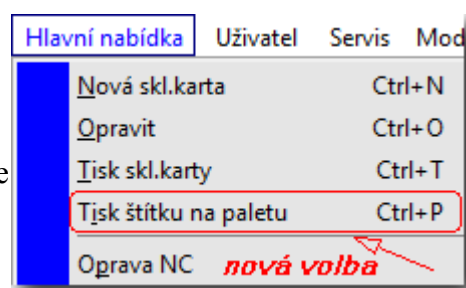 Hlavní nabídka Uživatel Servis Mod
Nová skl.karta Ctrl+N
Opravit Ctrl+O
Tisk skl.karty Ctrl+T
e
Tisk štítku na paletu Ctrl+P
Oprava NC nová volba